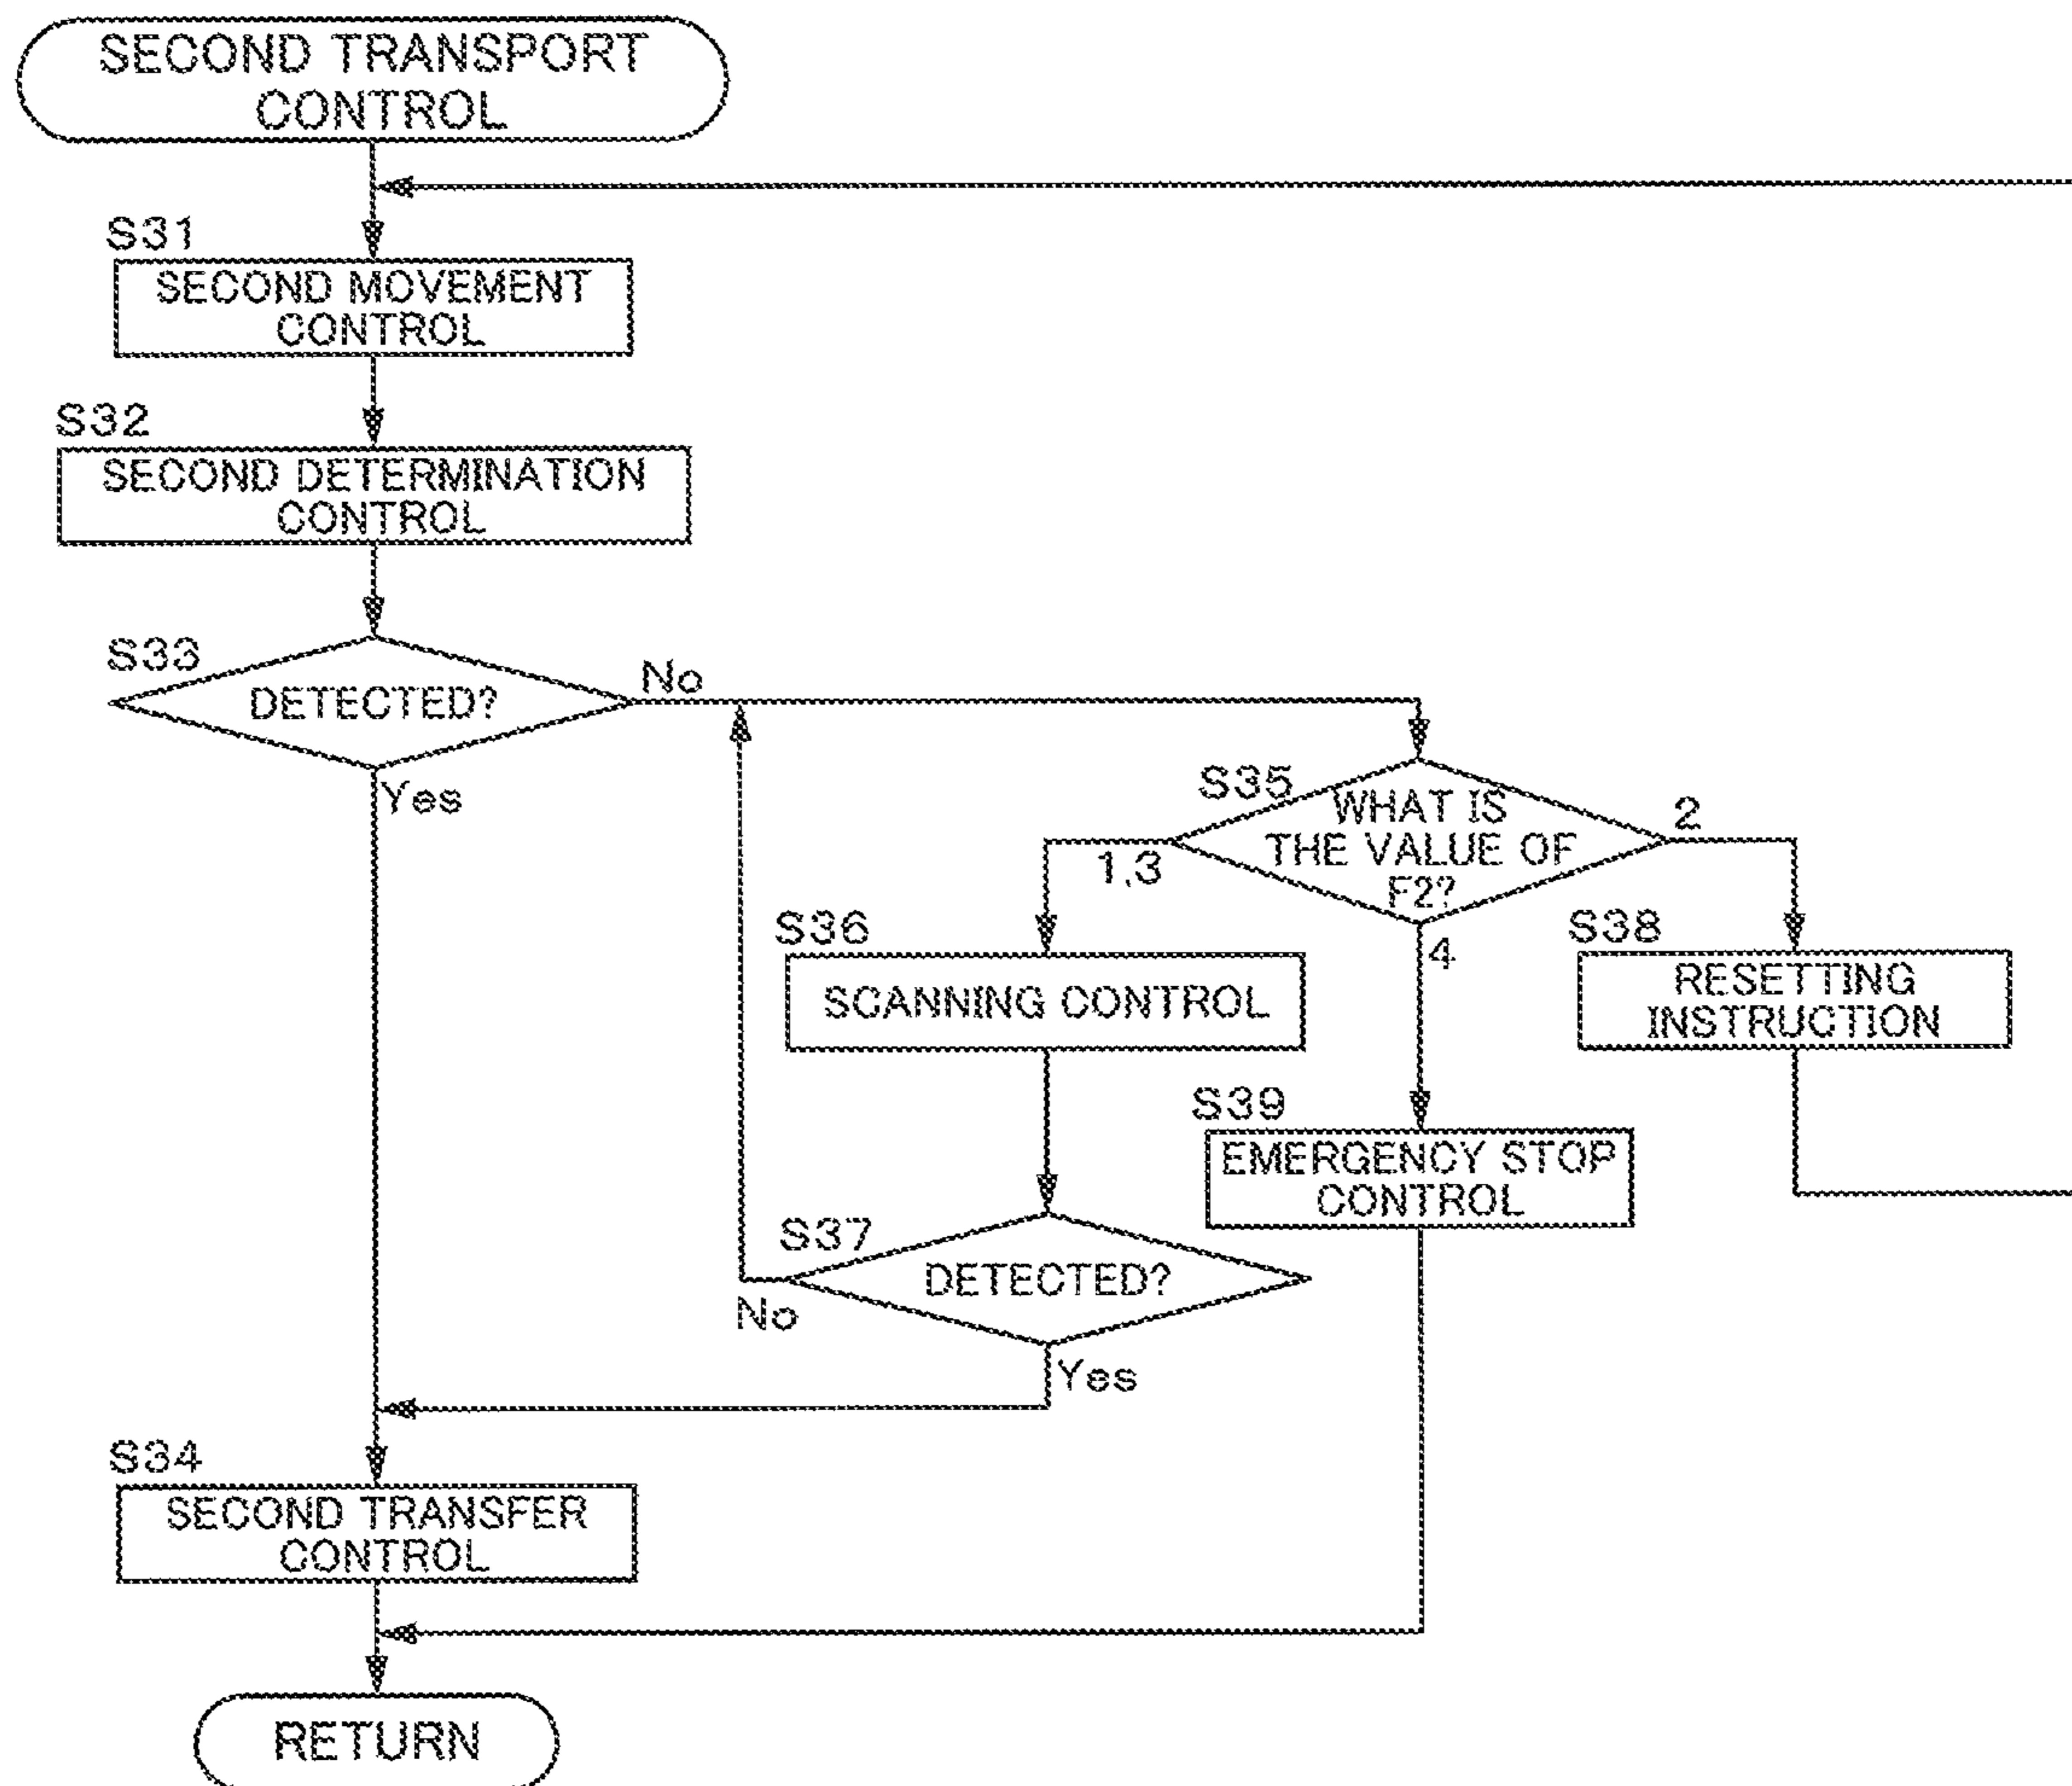 SECOND TRANSPORT
CONTROL
S31
SECOND MOVEMENT
CONTROL
S32
SECOND DETERMINATION
CONTROL
S33
DETECTED?
No
Yes
S35
WHAT IS
THE VALUE OF
F2?
1,3
2
4
S36
SCANNING CONTROL
S38
RESETTING
INSTRUCTION
S39
EMERGENCY STOP
CONTROL
S37
DETECTED?
No
Yes
S34
SECOND TRANSFER
CONTROL
RETURN